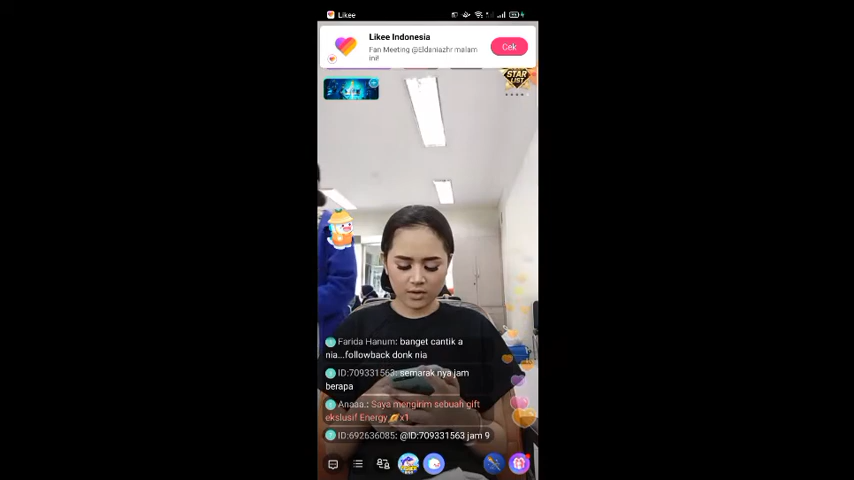 Likee
Likee Indonesia
Fan Meeting @Eldaniazhr malam
ini!
Cek
STAR
LIST
Farida Hanum: banget cantik a
nia...followback donk nia
ID:709331563: semarak nya jam
berapa
Anaaa.: Saya mengirim sebuah gift
ekslusif Energy x1
ID:692636085: @ID:709331563 jam 9